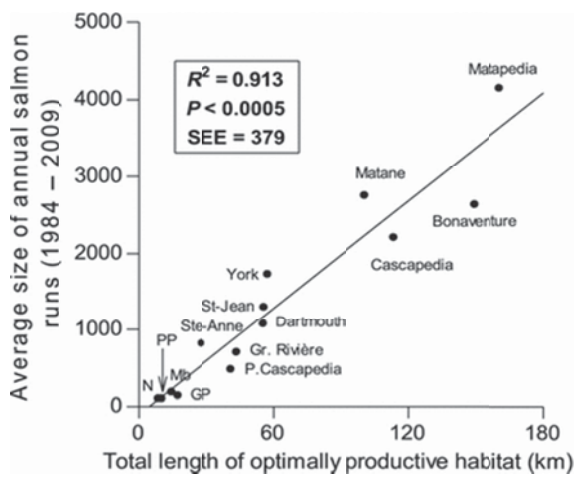 Average size of annual salmon
runs (1984 – 2009)
5000
4000
3000
2000
1000
0
R² = 0.913
P < 0.0005
SEE = 379
Matapedia
Matane
Bonaventure
Cascapedia
York
St-Jean
Dartmouth
Ste-Anne
PP
Gr. Rivière
P.Cascapedia
Mb
N
GP
0 60 120 180
Total length of optimally productive habitat (km)